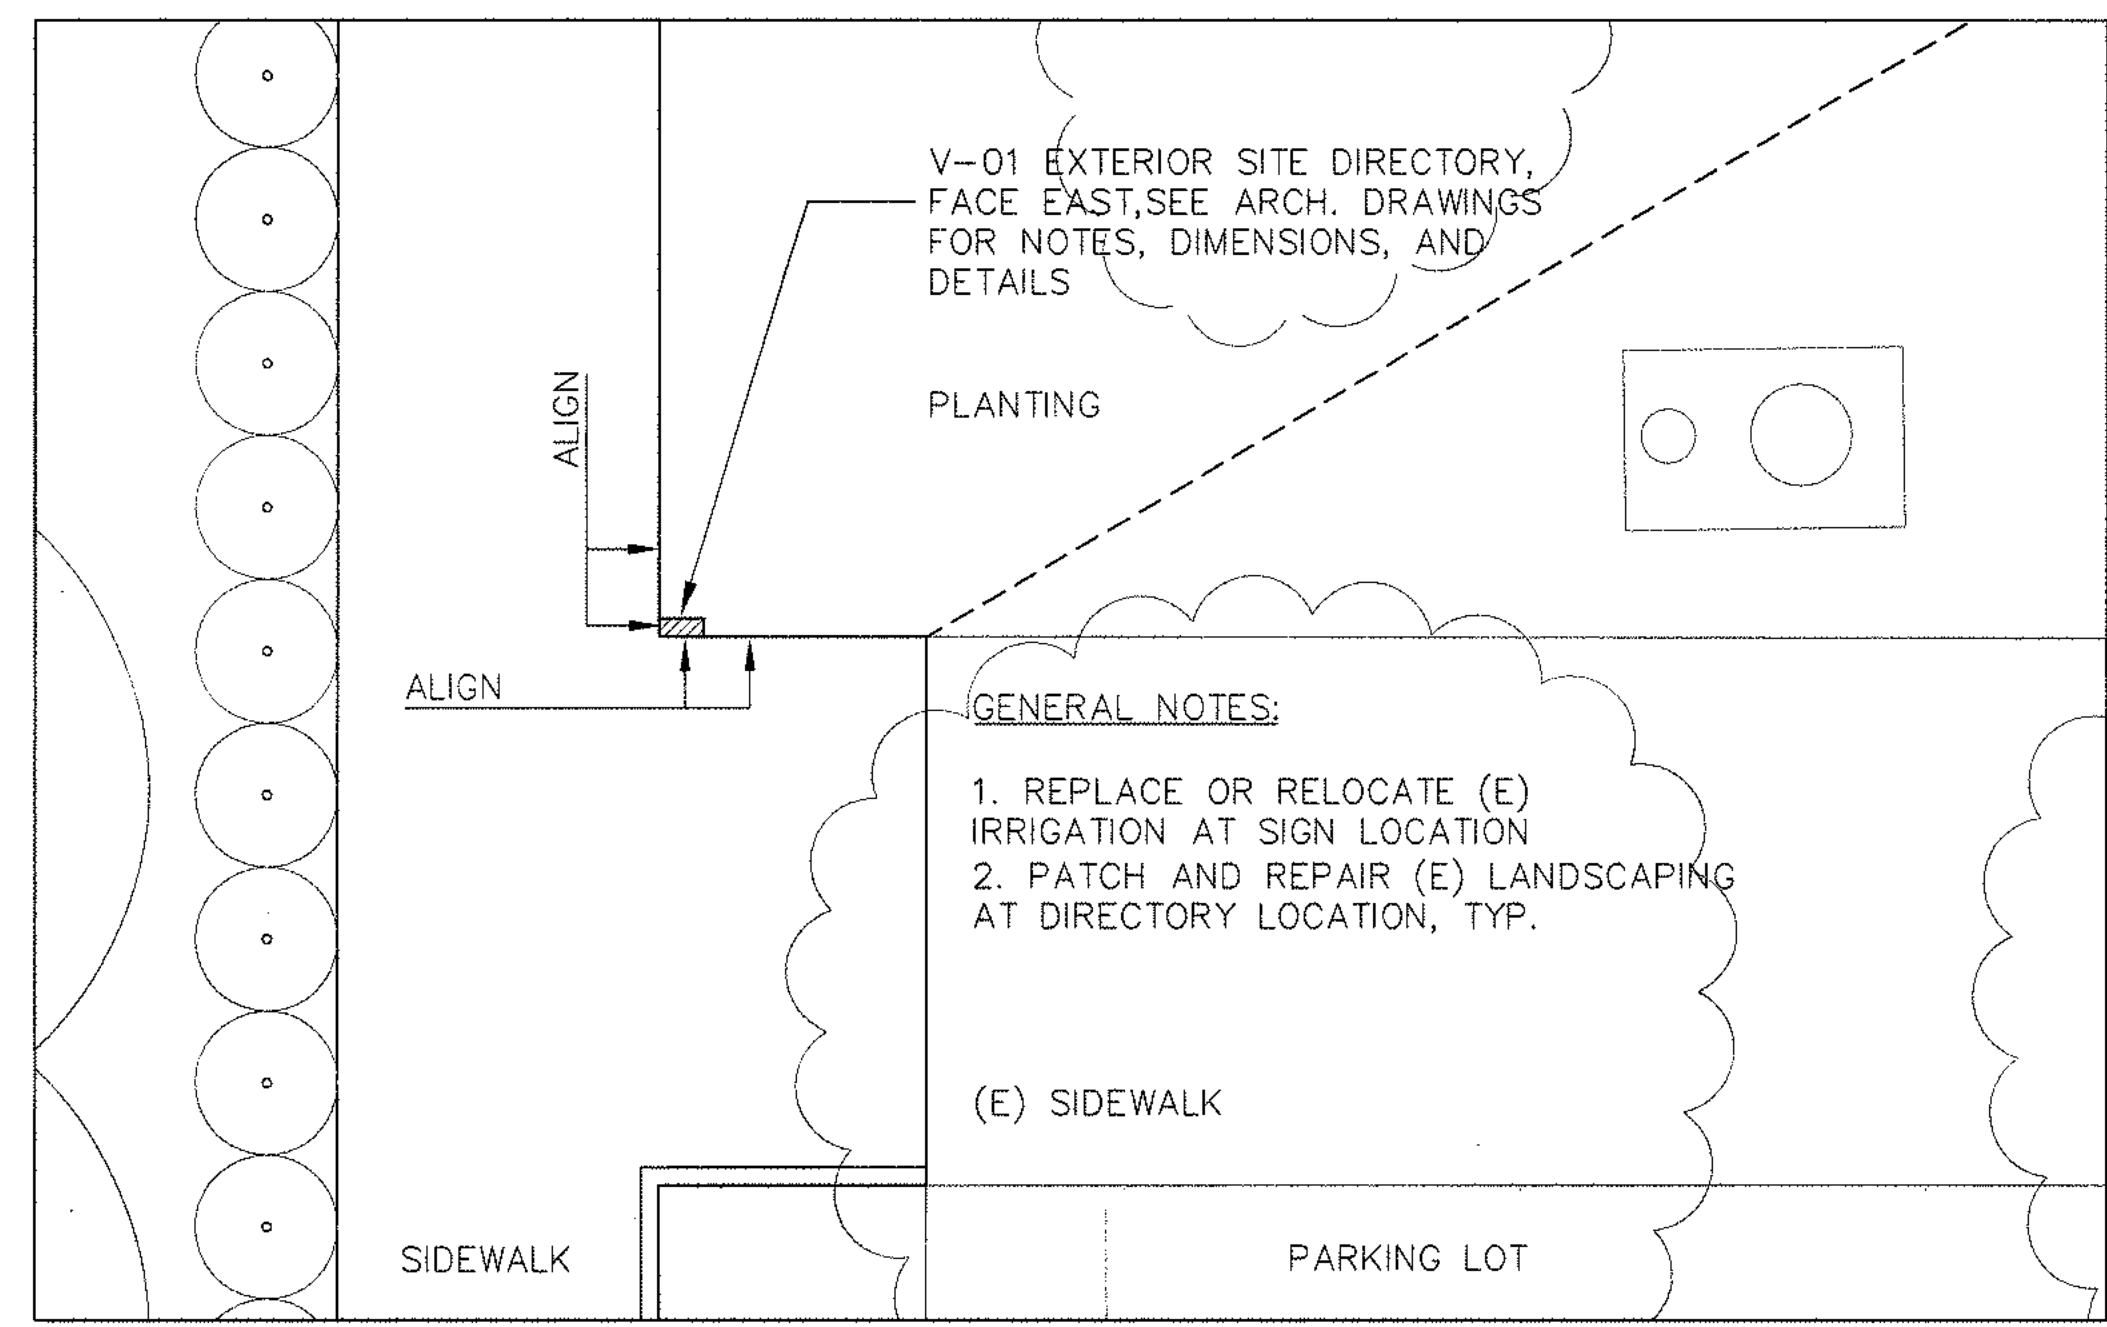 V-01 EXTERIOR SITE DIRECTORY,
FACE EAST,SEE ARCH. DRAWINGS
FOR NOTES, DIMENSIONS, AND
DETAILS
ALIGN
PLANTING
ALIGN
GENERAL NOTES:
1. REPLACE OR RELOCATE (E)
IRRIGATION AT SIGN LOCATION
2. PATCH AND REPAIR (E) LANDSCAPING
AT DIRECTORY LOCATION, TYP.
(E) SIDEWALK
SIDEWALK
PARKING LOT